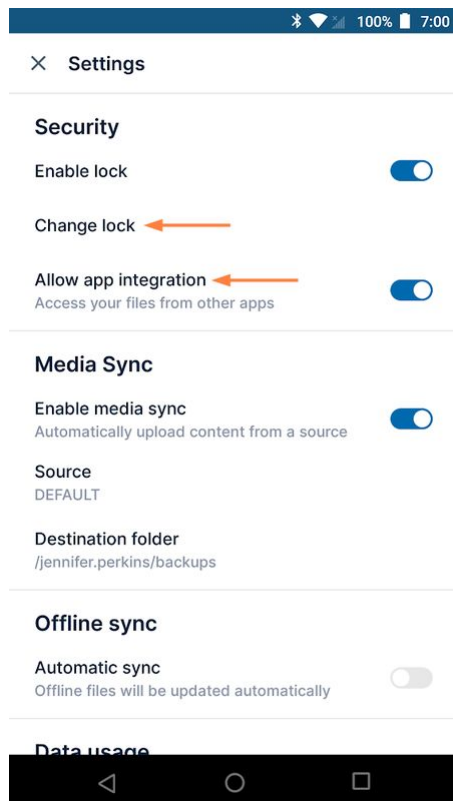 100% 7:00
Settings
Security
Enable lock
Change lock
Allow app integration
Access your files from other apps
Media Sync
Enable media sync
Automatically upload content from a source
Source
DEFAULT
Destination folder
/jennifer.perkins/backups
Offline sync
Automatic sync
Offline files will be updated automatically
Data usage